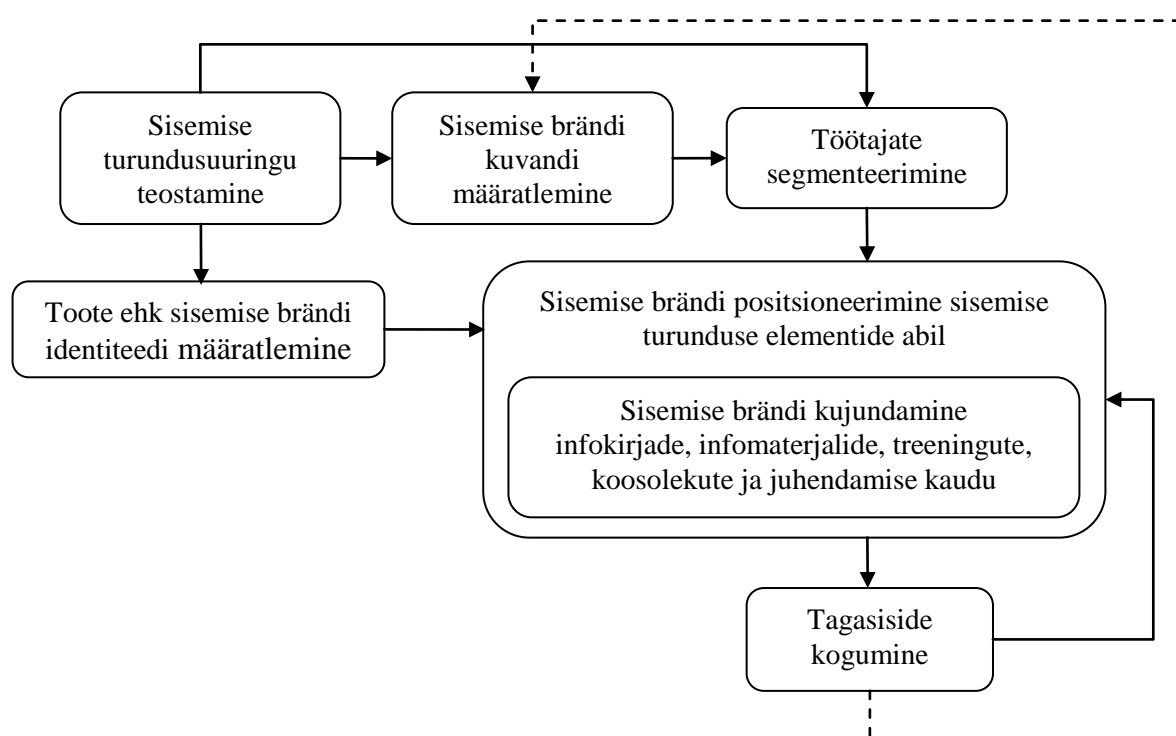 Sisemise
turundusuuringu
teostamine
Sisemise brändi
kuvandi
määratlemine
Töötajate
segmenteerimine
Toote ehk sisemise brändi
identiteedi määratlemine
Sisemise brändi positsioneerimine sisemise
turunduse elementide abil
Sisemise brändi kujundamine
infokirjade, infomaterjalide, treeningute,
koosolekute ja juhendamise kaudu
Tagasiside
kogumine